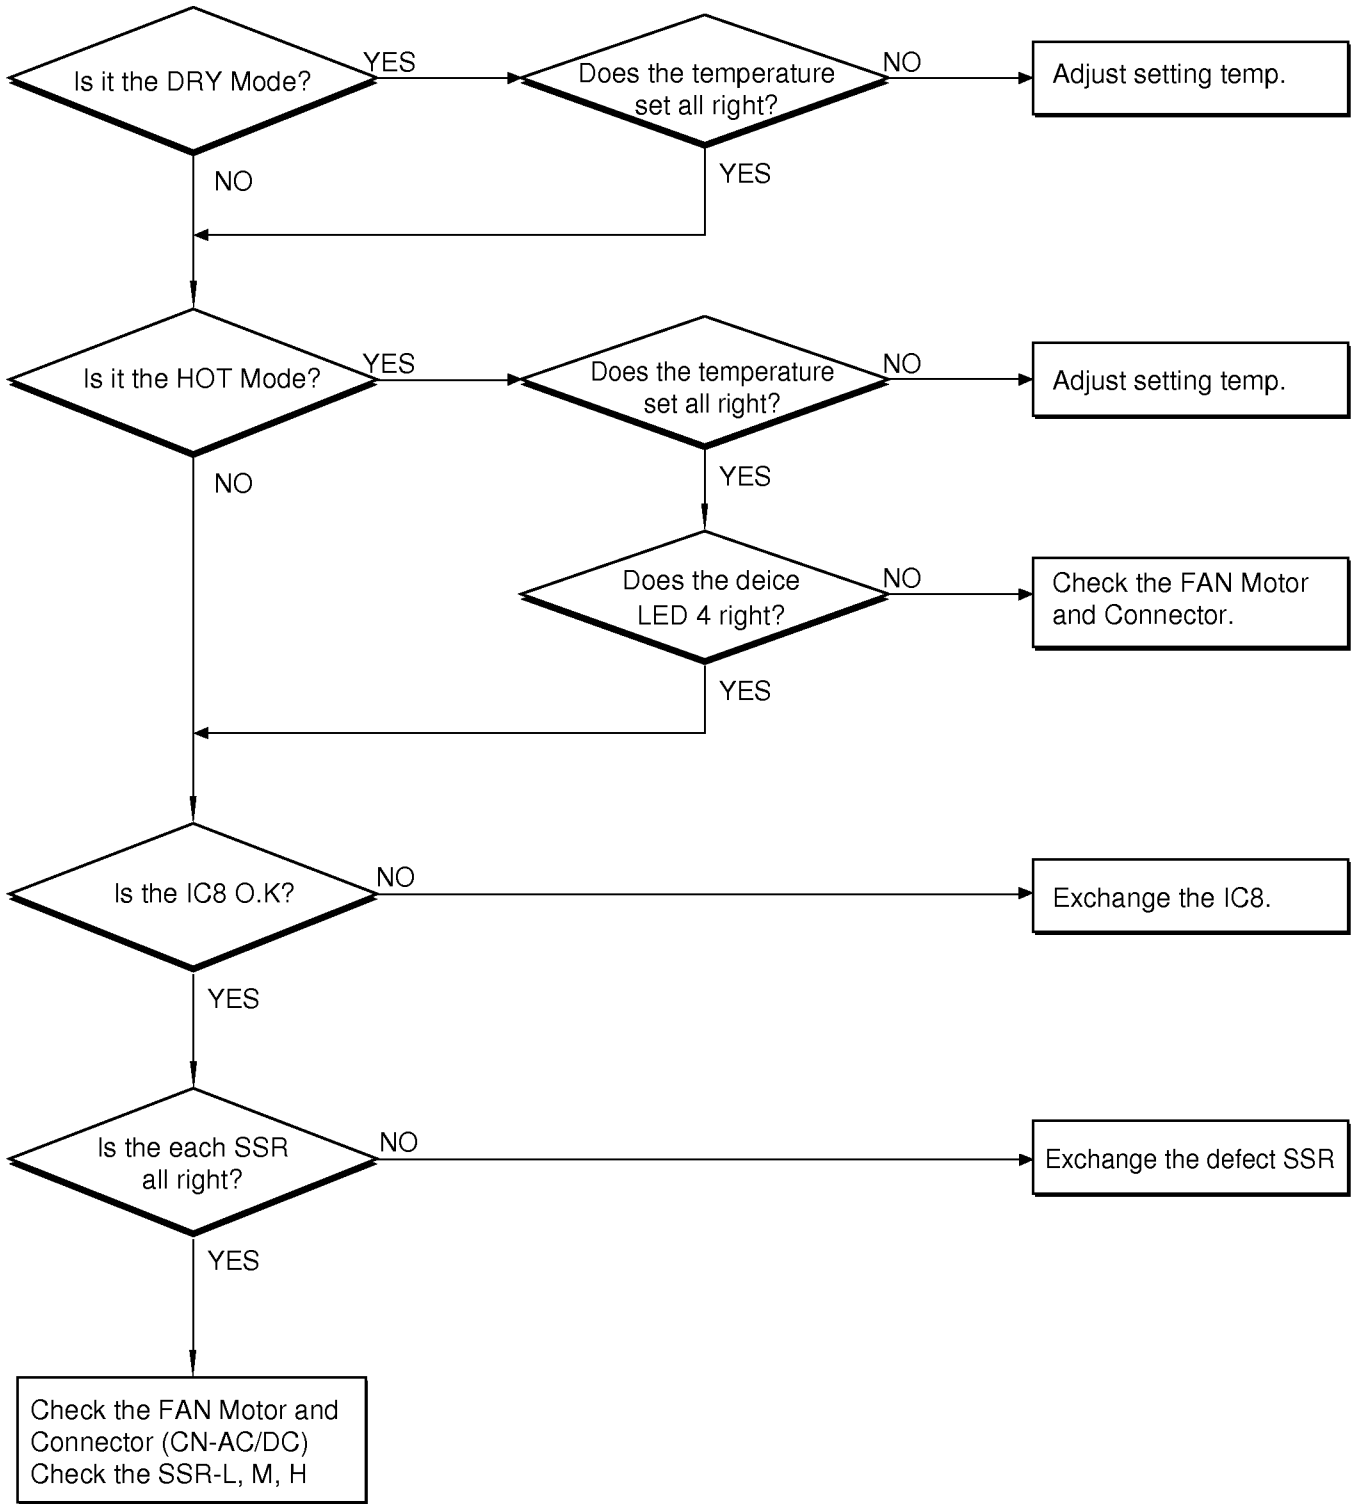 Is it the DRY Mode?
YES
Does the temperature
set all right?
NO
Adjust setting temp.
NO
YES
Is it the HOT Mode?
YES
Does the temperature
set all right?
NO
Adjust setting temp.
NO
YES
Does the deice
LED 4 right?
NO
Check the FAN Motor
and Connector.
YES
Is the IC8 O.K?
NO
Exchange the IC8.
YES
Is the each SSR
all right?
NO
Exchange the defect SSR
YES
Check the FAN Motor and
Connector (CN-AC/DC)
Check the SSR-L, M, H